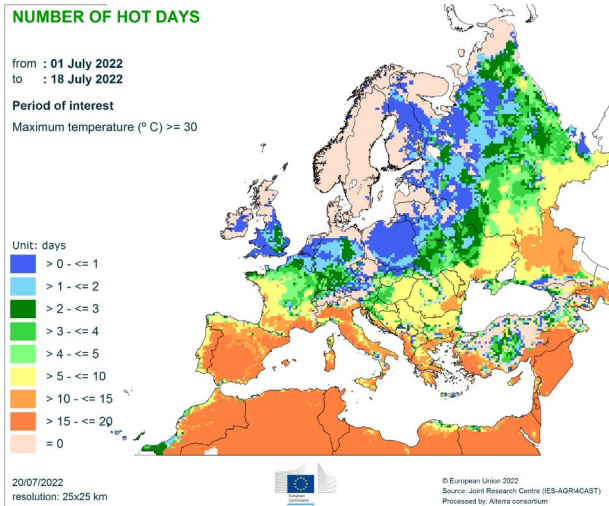 NUMBER OF HOT DAYS
from : 01 July 2022
to : 18 July 2022
Period of interest
Maximum temperature (º C) >= 30
Unit: days
> 0 - <= 1
> 1 - <= 2
> 2 - <= 3
> 3 - <= 4
> 4 - <= 5
> 5 - <= 10
> 10 - <= 15
> 15 - <= 20
= 0
20/07/2022
resolution: 25x25 km
European
Commission
© European Union 2022
Source: Joint Research Centre (IES-AGRI4CAST)
Processed by: Alterra consortium